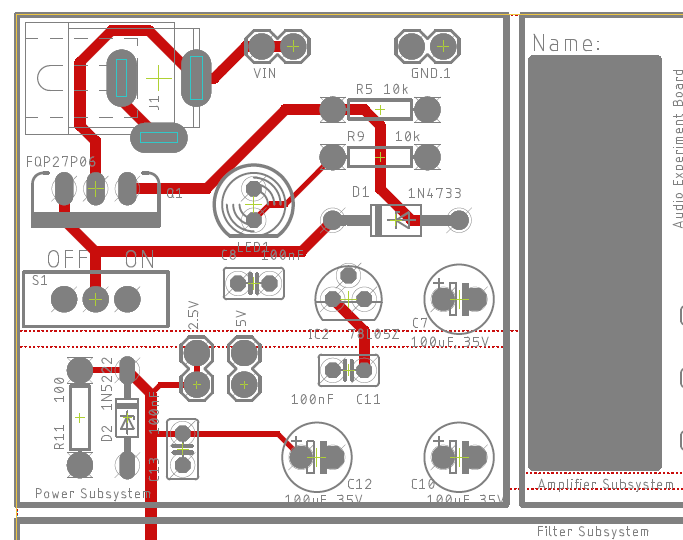 Name:
VIN
GND.1
J1
R5 10k
Audio Experiment Board
R9 10k
FQP27P06
Q1
D1 1N4733
LED1
OFF ON
C8 100nF
S1
2.5V
5V
C7
IC2 78L05Z
100uF 35V
100
1N5222
100nF
100nF C11
R11
D2
C13
C12
C10
Power Subsystem
100uF 35V
100uF 35V
Amplifier Subsystem
Filter Subsystem